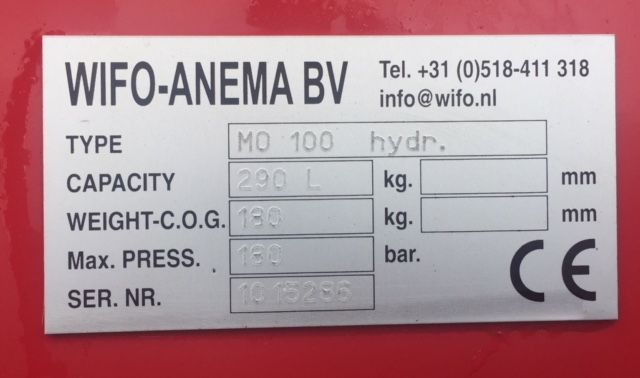 WIFO-ANEMA BV
Tel. +31 (0)518-411 318
info@wifo.nl
TYPE MO 100 hydr.
CAPACITY 290 L kg. mm
WEIGHT-C.O.G. 180 kg. mm
Max. PRESS. 160 bar.
SER. NR. 1015286
CE